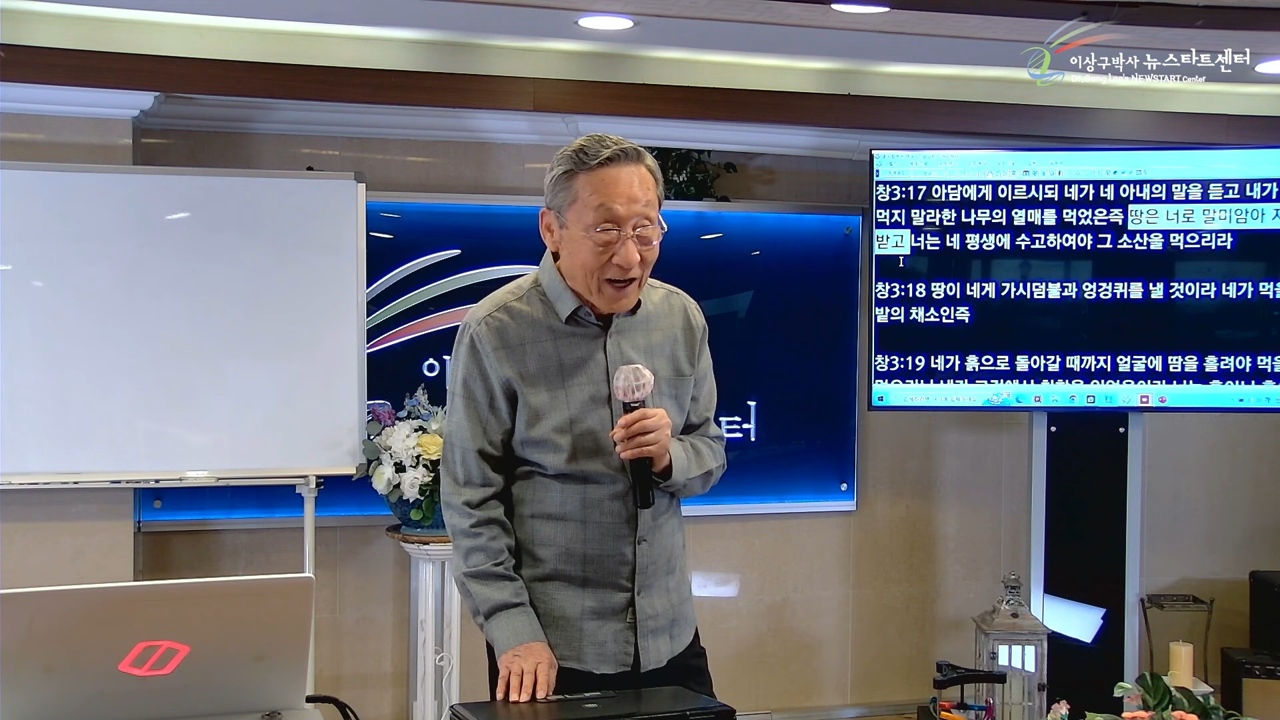 이상구박사 뉴스타트센터
NEWSTART Center
창3:17 아담에게 이르시되 네가 네 아내의 말을 듣고 내가
먹지 말라한 나무의 열매를 먹었은즉 땅은 너로 말미암아
받고 너는 네 평생에 수고하여야 그 소산을 먹으리라
창3:18 땅이 네게 가시덤불과 엉겅퀴를 낼 것이라 네가
밭의 채소인즉
창3:19 네가 흙으로 돌아갈 때까지 얼굴에 땀을 흘려야
이
터